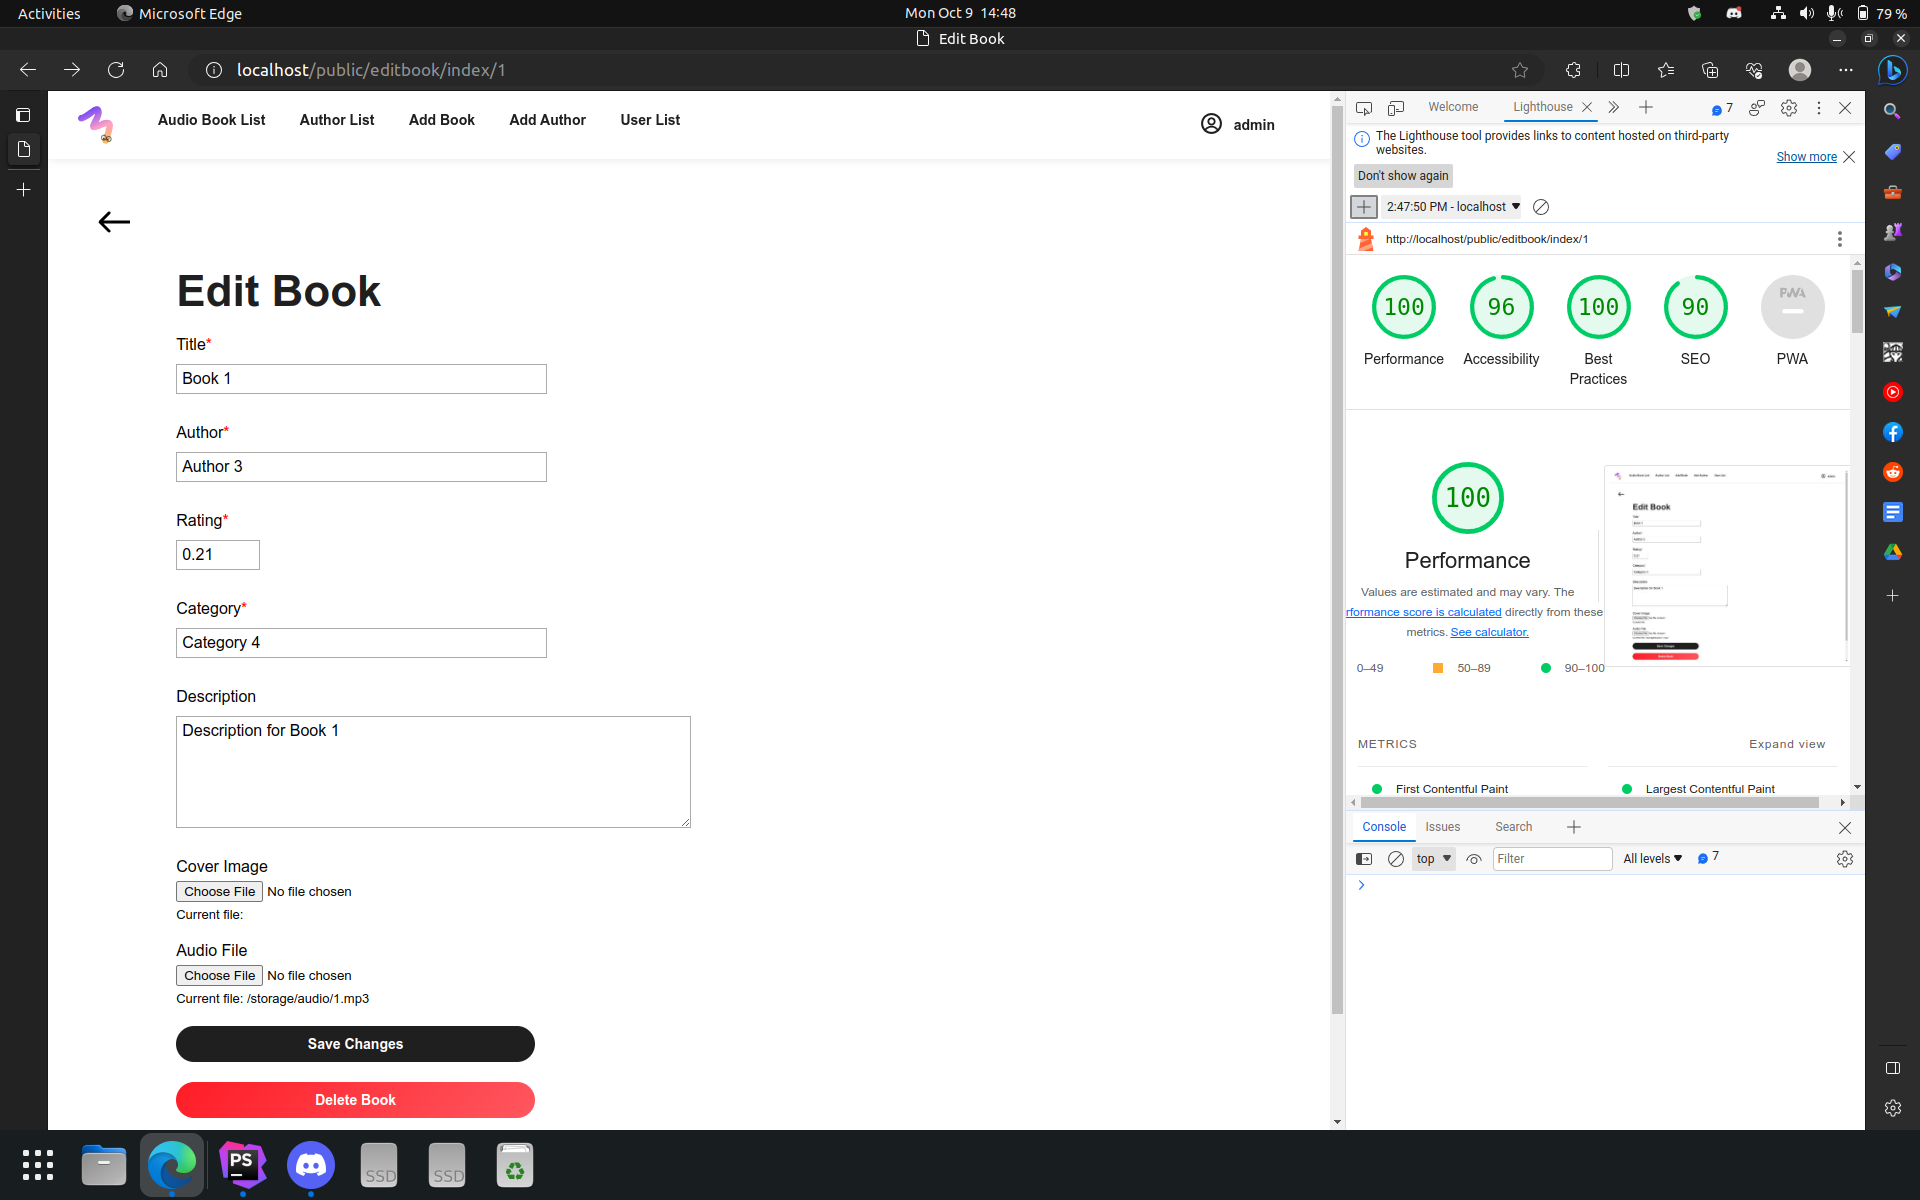 Activities
Microsoft Edge
Mon Oct 9 14:48
79 %
Edit Book
localhost/public/editbook/index/1
Audio Book List
Author List
Add Book
Add Author
User List
admin
Edit Book
Title*
Book 1
Author*
Author 3
Rating*
0.21
Category*
Category 4
Description
Description for Book 1
Cover Image
Choose File No file chosen
Current file:
Audio File
Choose File No file chosen
Current file: /storage/audio/1.mp3
Save Changes
Delete Book
Welcome
Lighthouse
7
The Lighthouse tool provides links to content hosted on third-party
websites.
Show more
Don't show again
2:47:50 PM - localhost
http://localhost/public/editbook/index/1
100
96
100
90
PWA
Performance
Accessibility
Best
Practices
SEO
PWA
100
Performance
Values are estimated and may vary. The
rformance score is calculated directly from these
metrics. See calculator.
0–49
50–89
90–100
Edit Book
METRICS
Expand view
First Contentful Paint
Largest Contentful Paint
Console
Issues
Search
top
Filter
All levels
7
PS
SSD
SSD